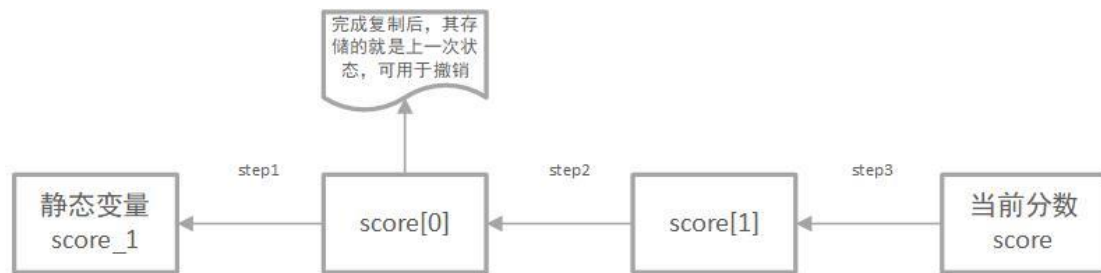 完成复制后，其存
储的就是上一次状
态，可用于撤销
step1
step2
step3
静态变量
score_1
score[0]
score[1]
当前分数
score